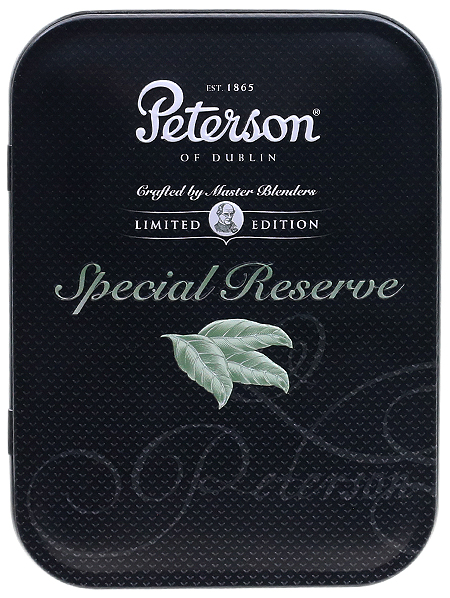 EST. 1865
Peterson®
OF DUBLIN
Crafted by Master Blenders
LIMITED EDITION
Special Reserve
Peterson